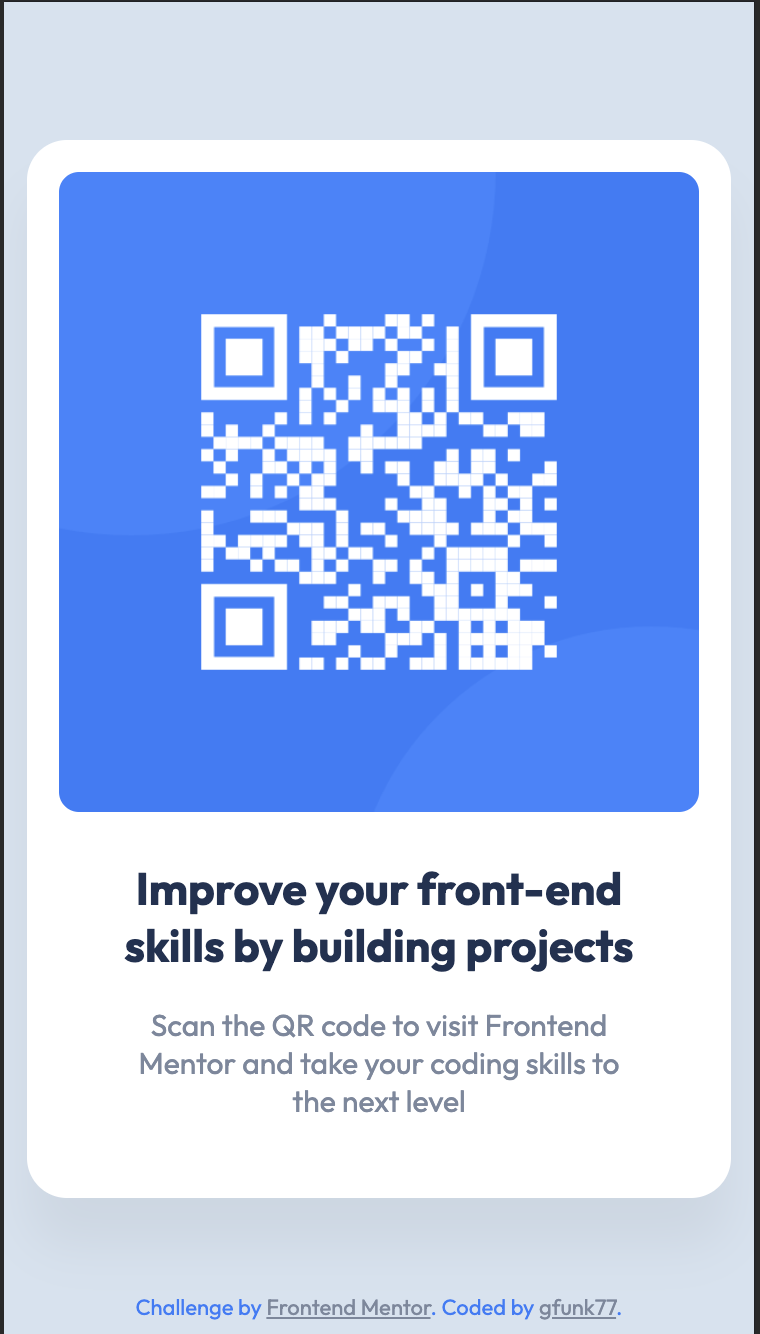 Improve your front-end
skills by building projects
Scan the QR code to visit Frontend
Mentor and take your coding skills to
the next level
Challenge by Frontend Mentor. Coded by gfunk77.